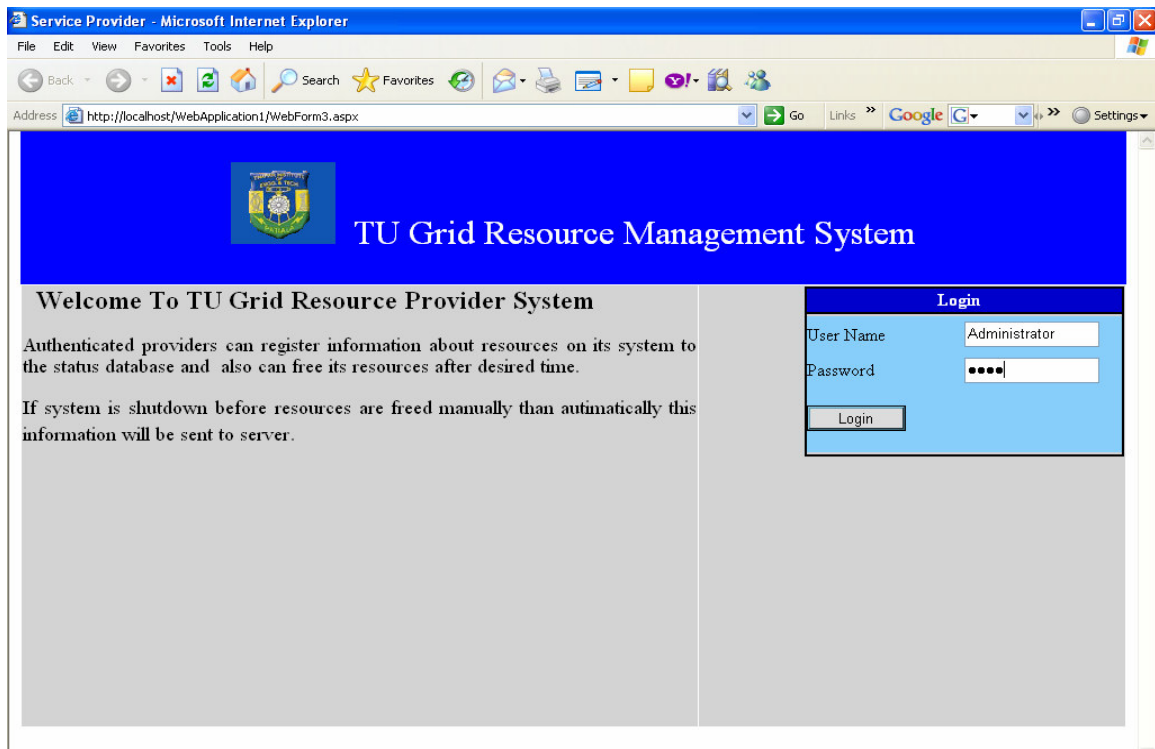 Service Provider - Microsoft Internet Explorer
File Edit View Favorites Tools Help
Back Search Favorites
Address http://localhost/WebApplication1/WebForm3.aspx Go Links » Google G » Settings
PATIALA
TU Grid Resource Management System
Welcome To TU Grid Resource Provider System
Authenticated providers can register information about resources on its system to
the status database and also can free its resources after desired time.
If system is shutdown before resources are freed manually than autimatically this
information will be sent to server.
Login
User Name Administrator
Password ••••
Login